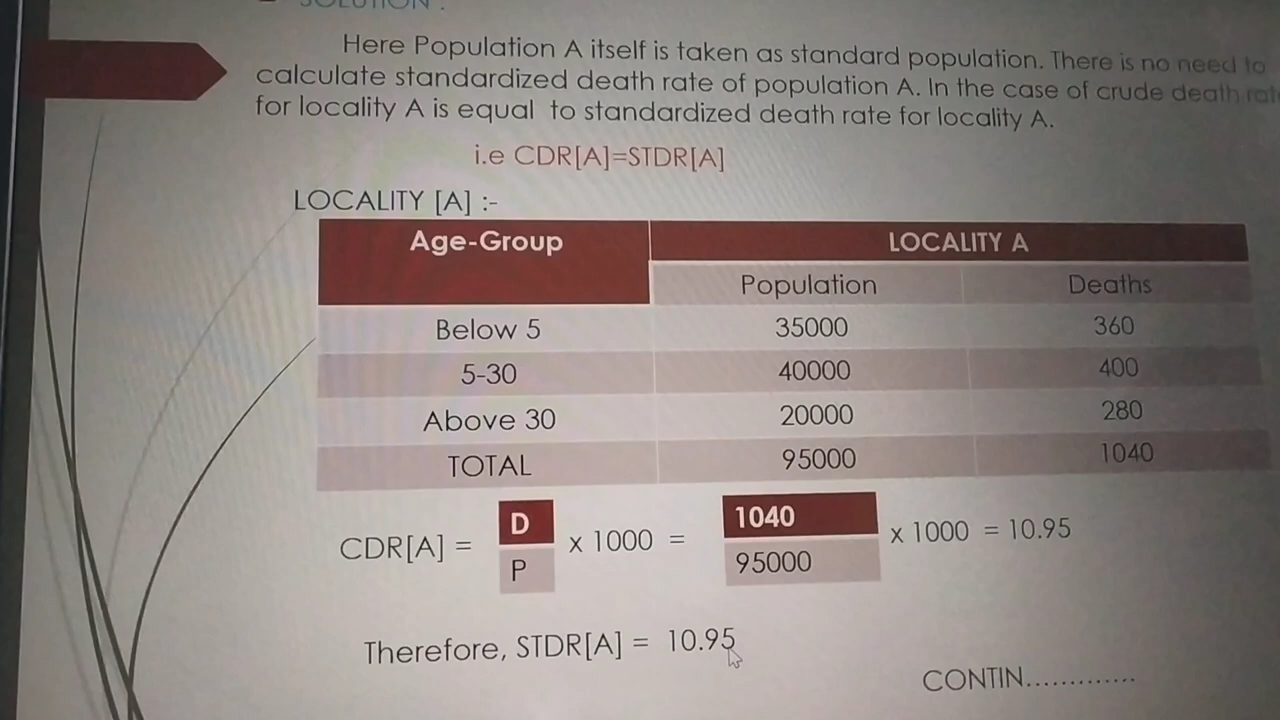 SOLUTION :
Here Population A itself is taken as standard population. There is no need to
calculate standardized death rate of population A. In the case of crude death rate
for locality A is equal to standardized death rate for locality A.
i.e CDR[A]=STDR[A]
LOCALITY [A] :-
Age-Group LOCALITY A
Population Deaths
Below 5 35000 360
5-30 40000 400
Above 30 20000 280
TOTAL 95000 1040
CDR[A] = D / P x 1000 = 1040 / 95000 x 1000 = 10.95
Therefore, STDR[A] = 10.95
CONTIN.............